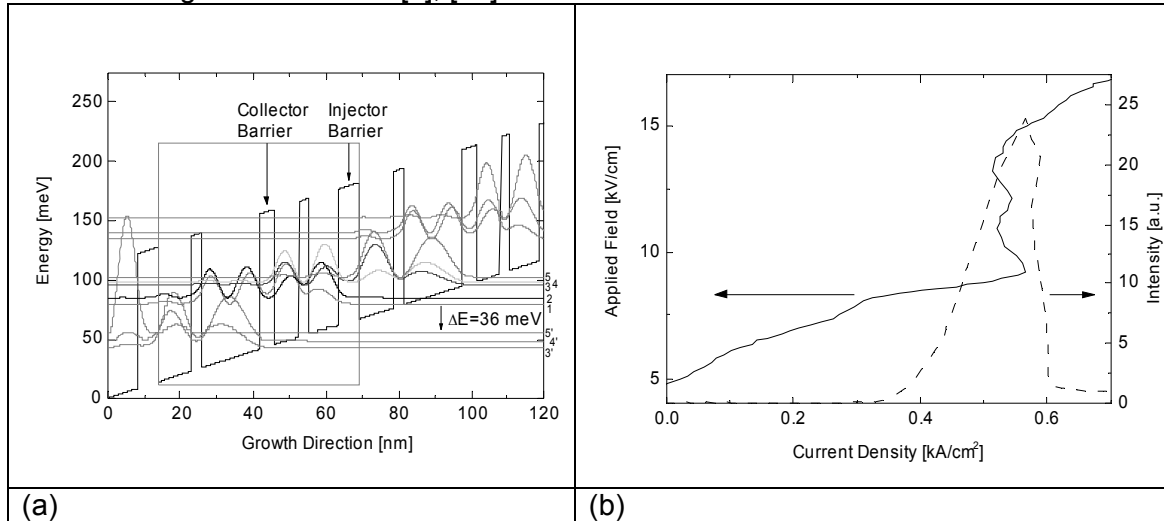 250
200
150
100
50
0
0
20
40
60
80
100
120
Energy [meV]
Growth Direction [nm]
Collector
Barrier
Injector
Barrier
5
3 4
2
1
ΔE=36 meV
5'
4'
3'
15
10
5
0.0
0.2
0.4
0.6
25
20
15
10
5
0
Applied Field [kV/cm]
Current Density [kA/cm²]
Intensity [a.u.]
(a)
(b)